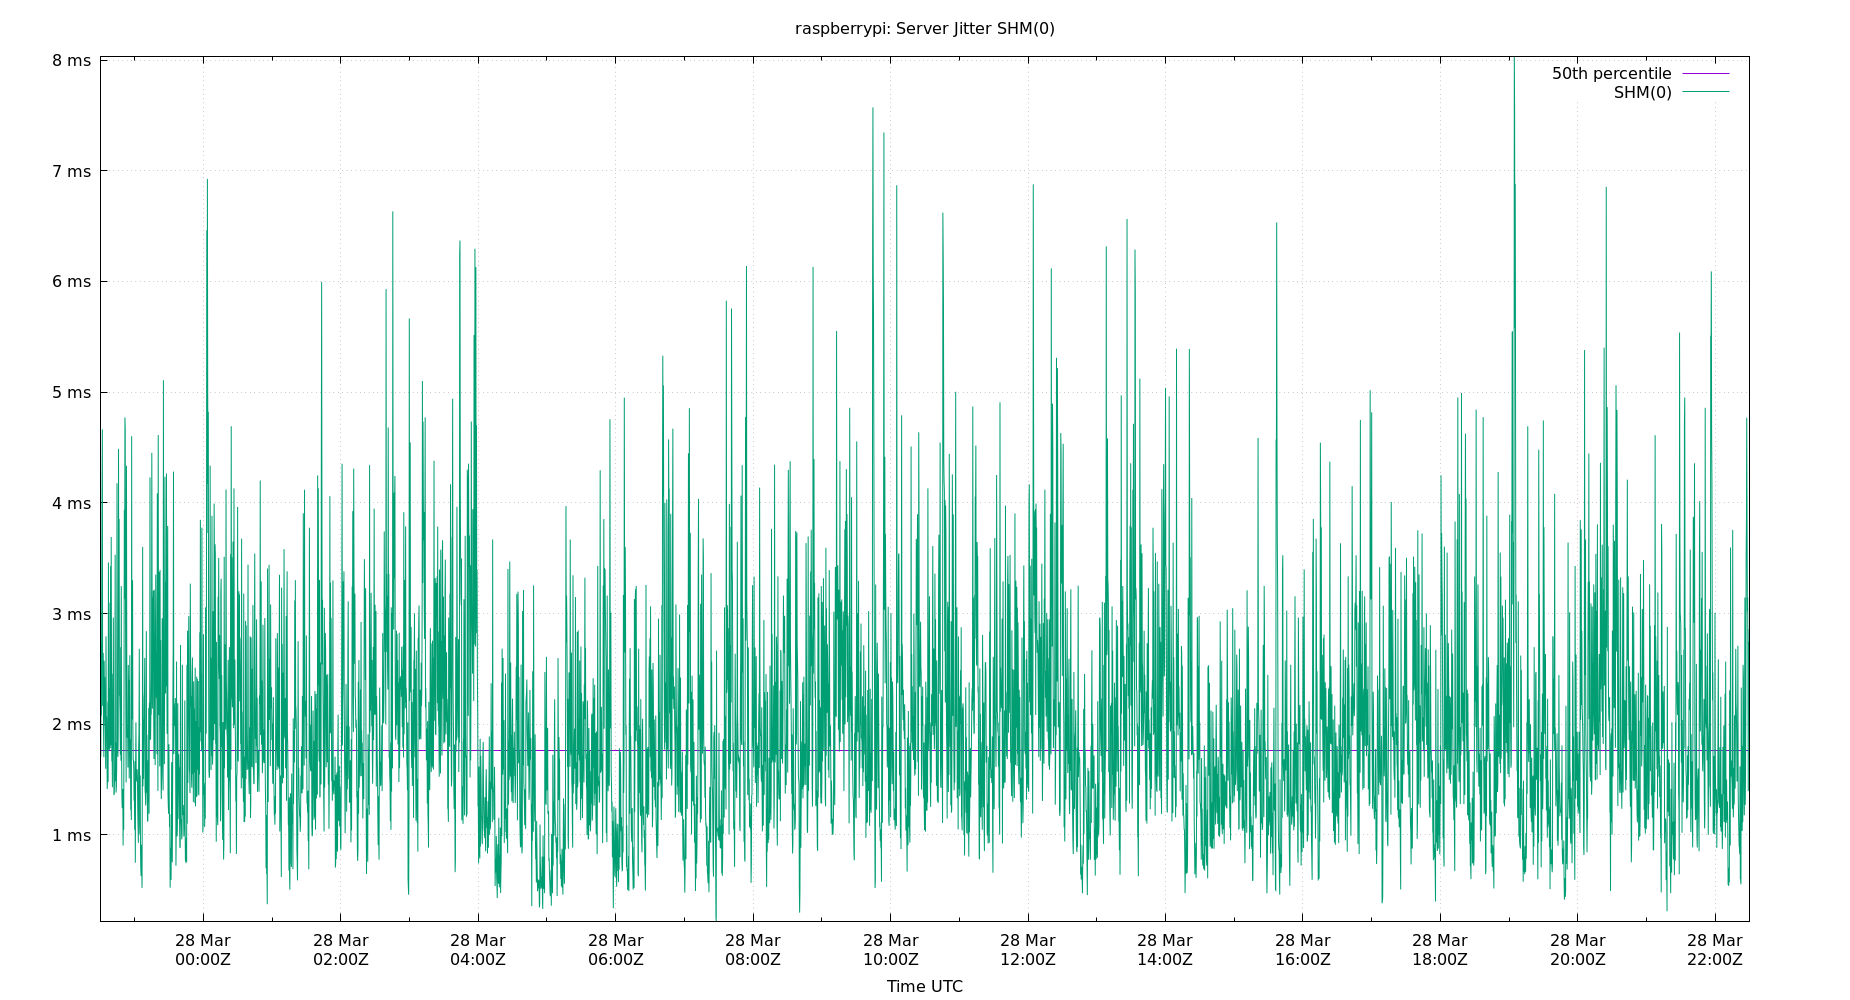 raspberrypi: Server Jitter SHM(0)
8 ms
50th percentile
SHM(0)
7 ms
6 ms
5 ms
4 ms
3 ms
2 ms
1 ms
28 Mar 28 Mar 28 Mar 28 Mar 28 Mar 28 Mar 28 Mar 28 Mar 28 Mar 28 Mar 28 Mar 28 Mar
00:00Z 02:00Z 04:00Z 06:00Z 08:00Z 10:00Z 12:00Z 14:00Z 16:00Z 18:00Z 20:00Z 22:00Z
Time UTC